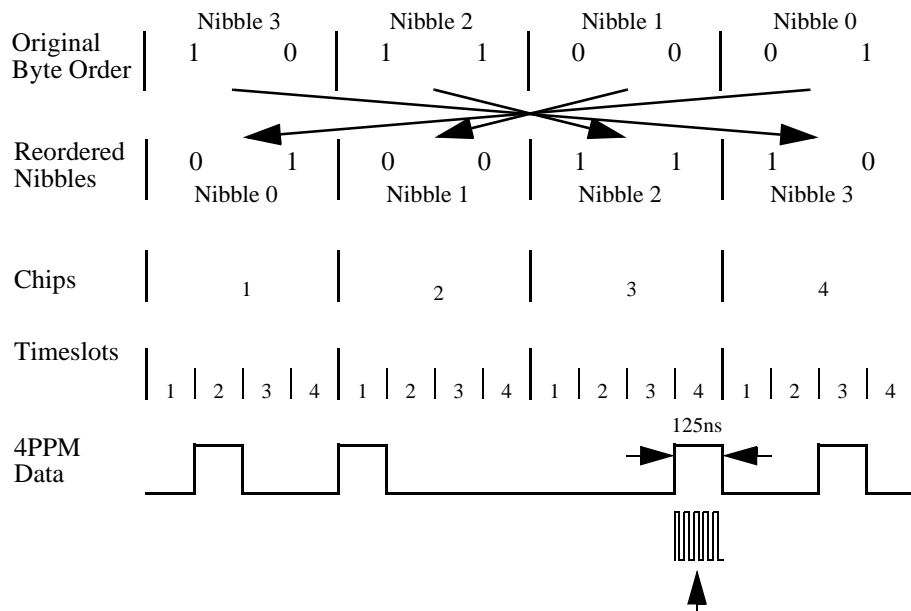 Nibble 3 Nibble 2 Nibble 1 Nibble 0
Original
Byte Order
1 0 1 1 0 0 0 1
Reordered
Nibbles
0 1 0 0 1 1 1 0
Nibble 0 Nibble 1 Nibble 2 Nibble 3
Chips
1 2 3 4
Timeslots
1 2 3 4 1 2 3 4 1 2 3 4 1 2 3 4
4PPM
Data
125ns